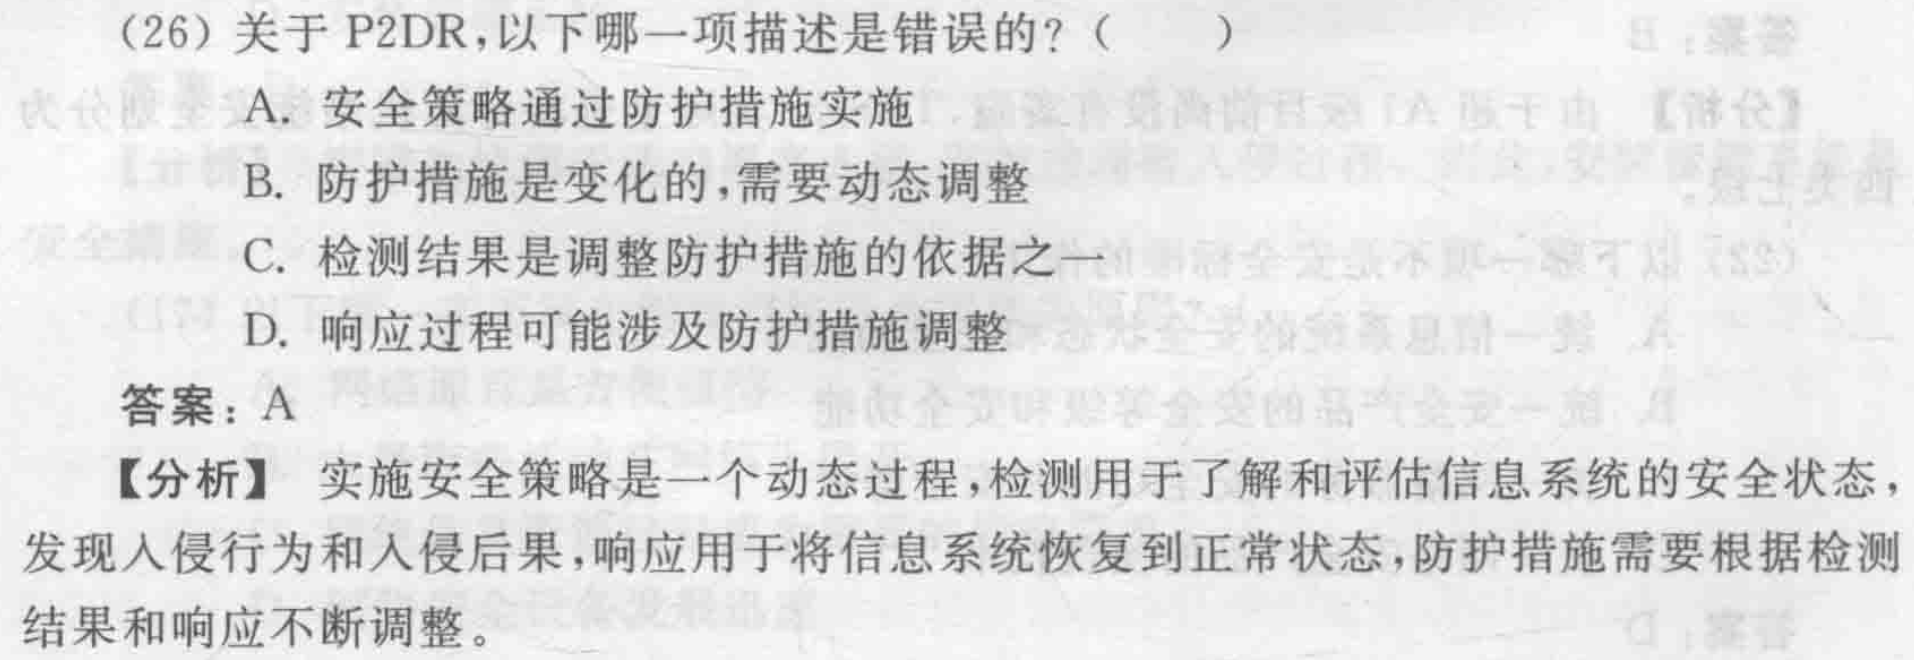 (26) 关于 P2DR,以下哪一项描述是错误的?(　　)
A. 安全策略通过防护措施实施
B. 防护措施是变化的,需要动态调整
C. 检测结果是调整防护措施的依据之一
D. 响应过程可能涉及防护措施调整
答案：A
【分析】 实施安全策略是一个动态过程,检测用于了解和评估信息系统的安全状态,
发现入侵行为和入侵后果,响应用于将信息系统恢复到正常状态,防护措施需要根据检测
结果和响应不断调整。